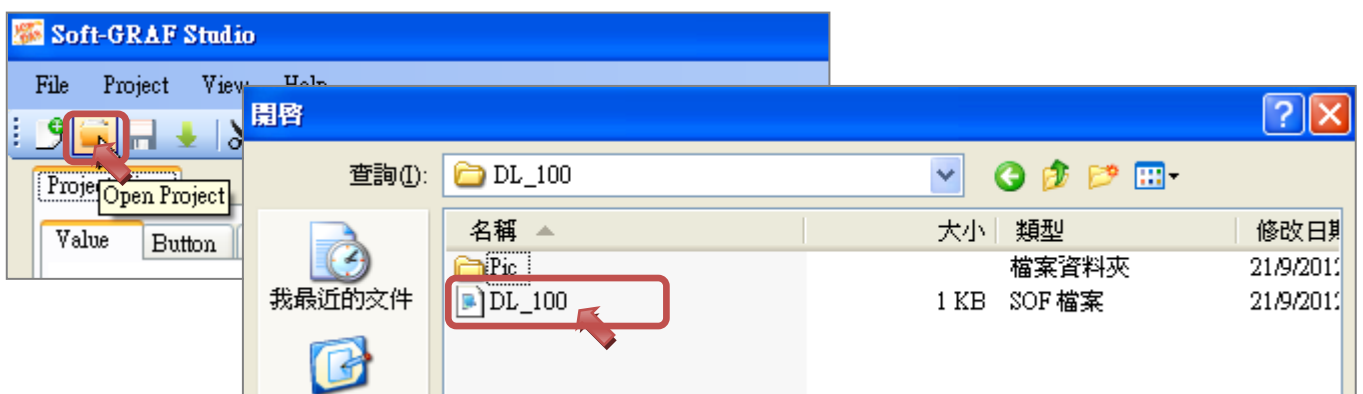 Soft-GRAF Studio
File Project View Help
Open Project
Value Button
開啓
查詢(I): DL_100
名稱 大小 類型 修改日期
Pic 檔案資料夾 21/9/2012
DL_100 1 KB SOF 檔案 21/9/2012
我最近的文件